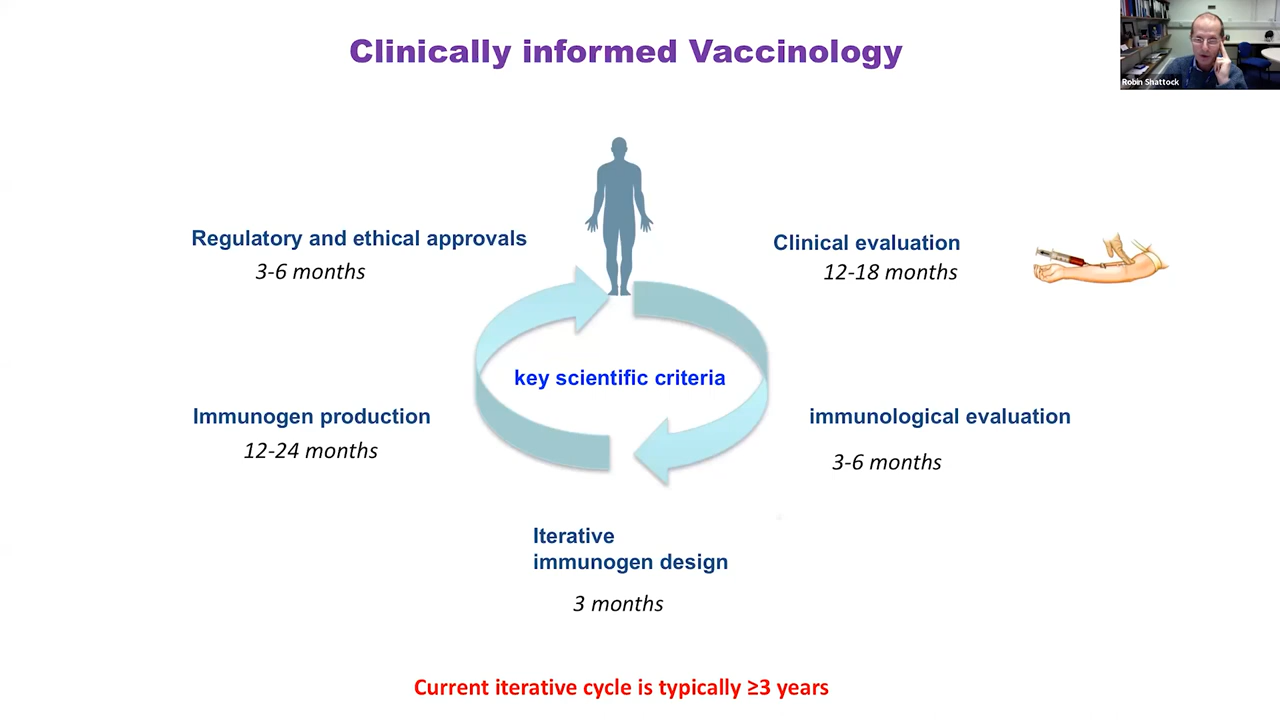 Clinically informed Vaccinology
Robin Shattock
Regulatory and ethical approvals
3-6 months
Clinical evaluation
12-18 months
key scientific criteria
Immunogen production
12-24 months
immunological evaluation
3-6 months
Iterative
immunogen design
3 months
Current iterative cycle is typically ≥3 years